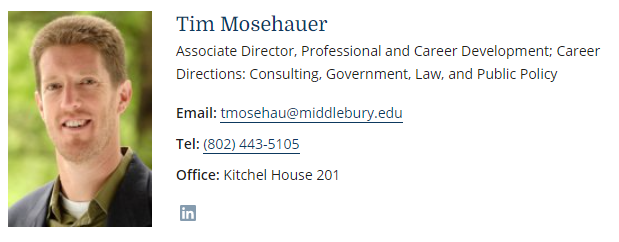 Tim Mosehauer
Associate Director, Professional and Career Development; Career
Directions: Consulting, Government, Law, and Public Policy
Email: tmosehau@middlebury.edu
Tel: (802) 443-5105
Office: Kitchel House 201
in